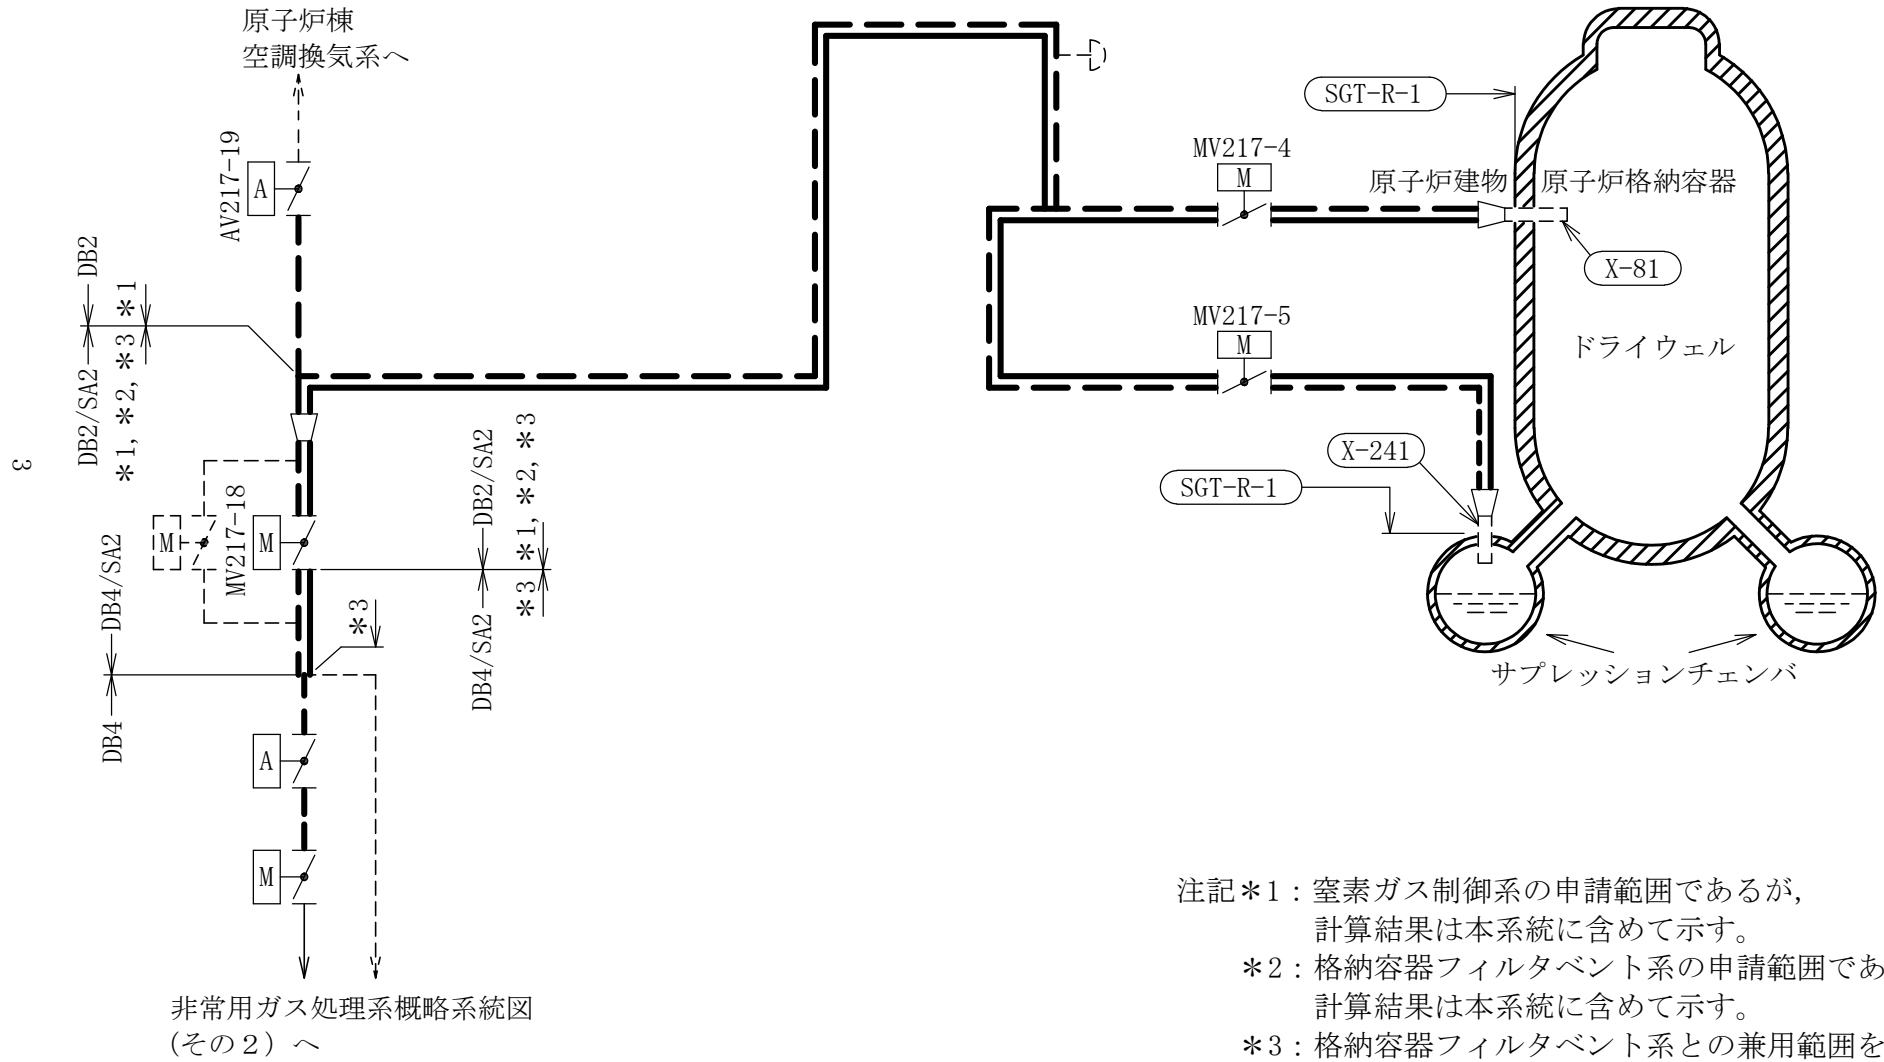 原子炉棟
空調換気系へ
AV217-19
A
DB2
DB2/SA2
*1
*1, *2, *3
SGT-R-1
MV217-4
M
原子炉建物
原子炉格納容器
X-81
ドライウェル
MV217-5
M
X-241
SGT-R-1
サプレッションチェンバ
M
MV217-18
M
DB2/SA2
DB4/SA2
*1, *2, *3
*3
*3
DB4/SA2
DB4
A
M
非常用ガス処理系概略系統図
(その2) へ
3
注記*1:窒素ガス制御系の申請範囲であるが,
計算結果は本系統に含めて示す。
*2:格納容器フィルタベント系の申請範囲であ
計算結果は本系統に含めて示す。
*3:格納容器フィルタベント系との兼用範囲を